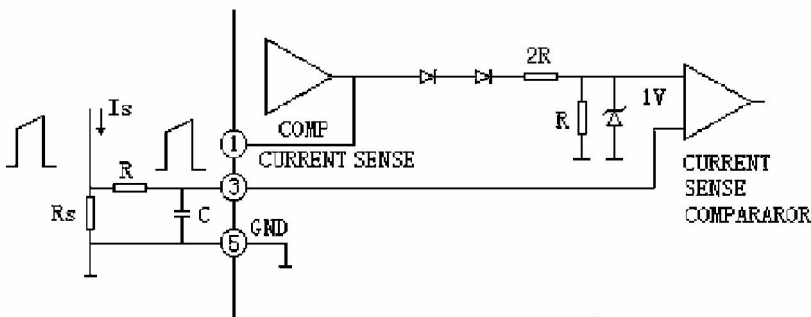 2R
1V
R
Is
COMP
1
CURRENT SENSE
R
3
CURRENT
SENSE
COMPARAROR
Rs
C
GND
5